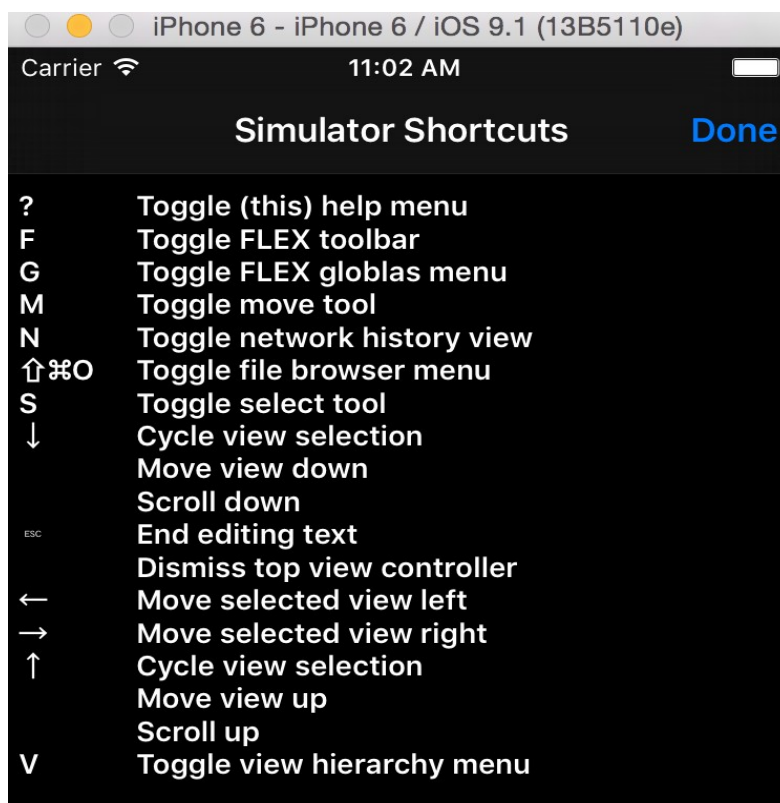 iPhone 6 - iPhone 6 / iOS 9.1 (13B5110e)
Carrier 11:02 AM
Simulator Shortcuts Done
? Toggle (this) help menu
F Toggle FLEX toolbar
G Toggle FLEX globlas menu
M Toggle move tool
N Toggle network history view
⇧⌘O Toggle file browser menu
S Toggle select tool
↓ Cycle view selection
Move view down
Scroll down
ESC End editing text
Dismiss top view controller
← Move selected view left
→ Move selected view right
↑ Cycle view selection
Move view up
Scroll up
V Toggle view hierarchy menu